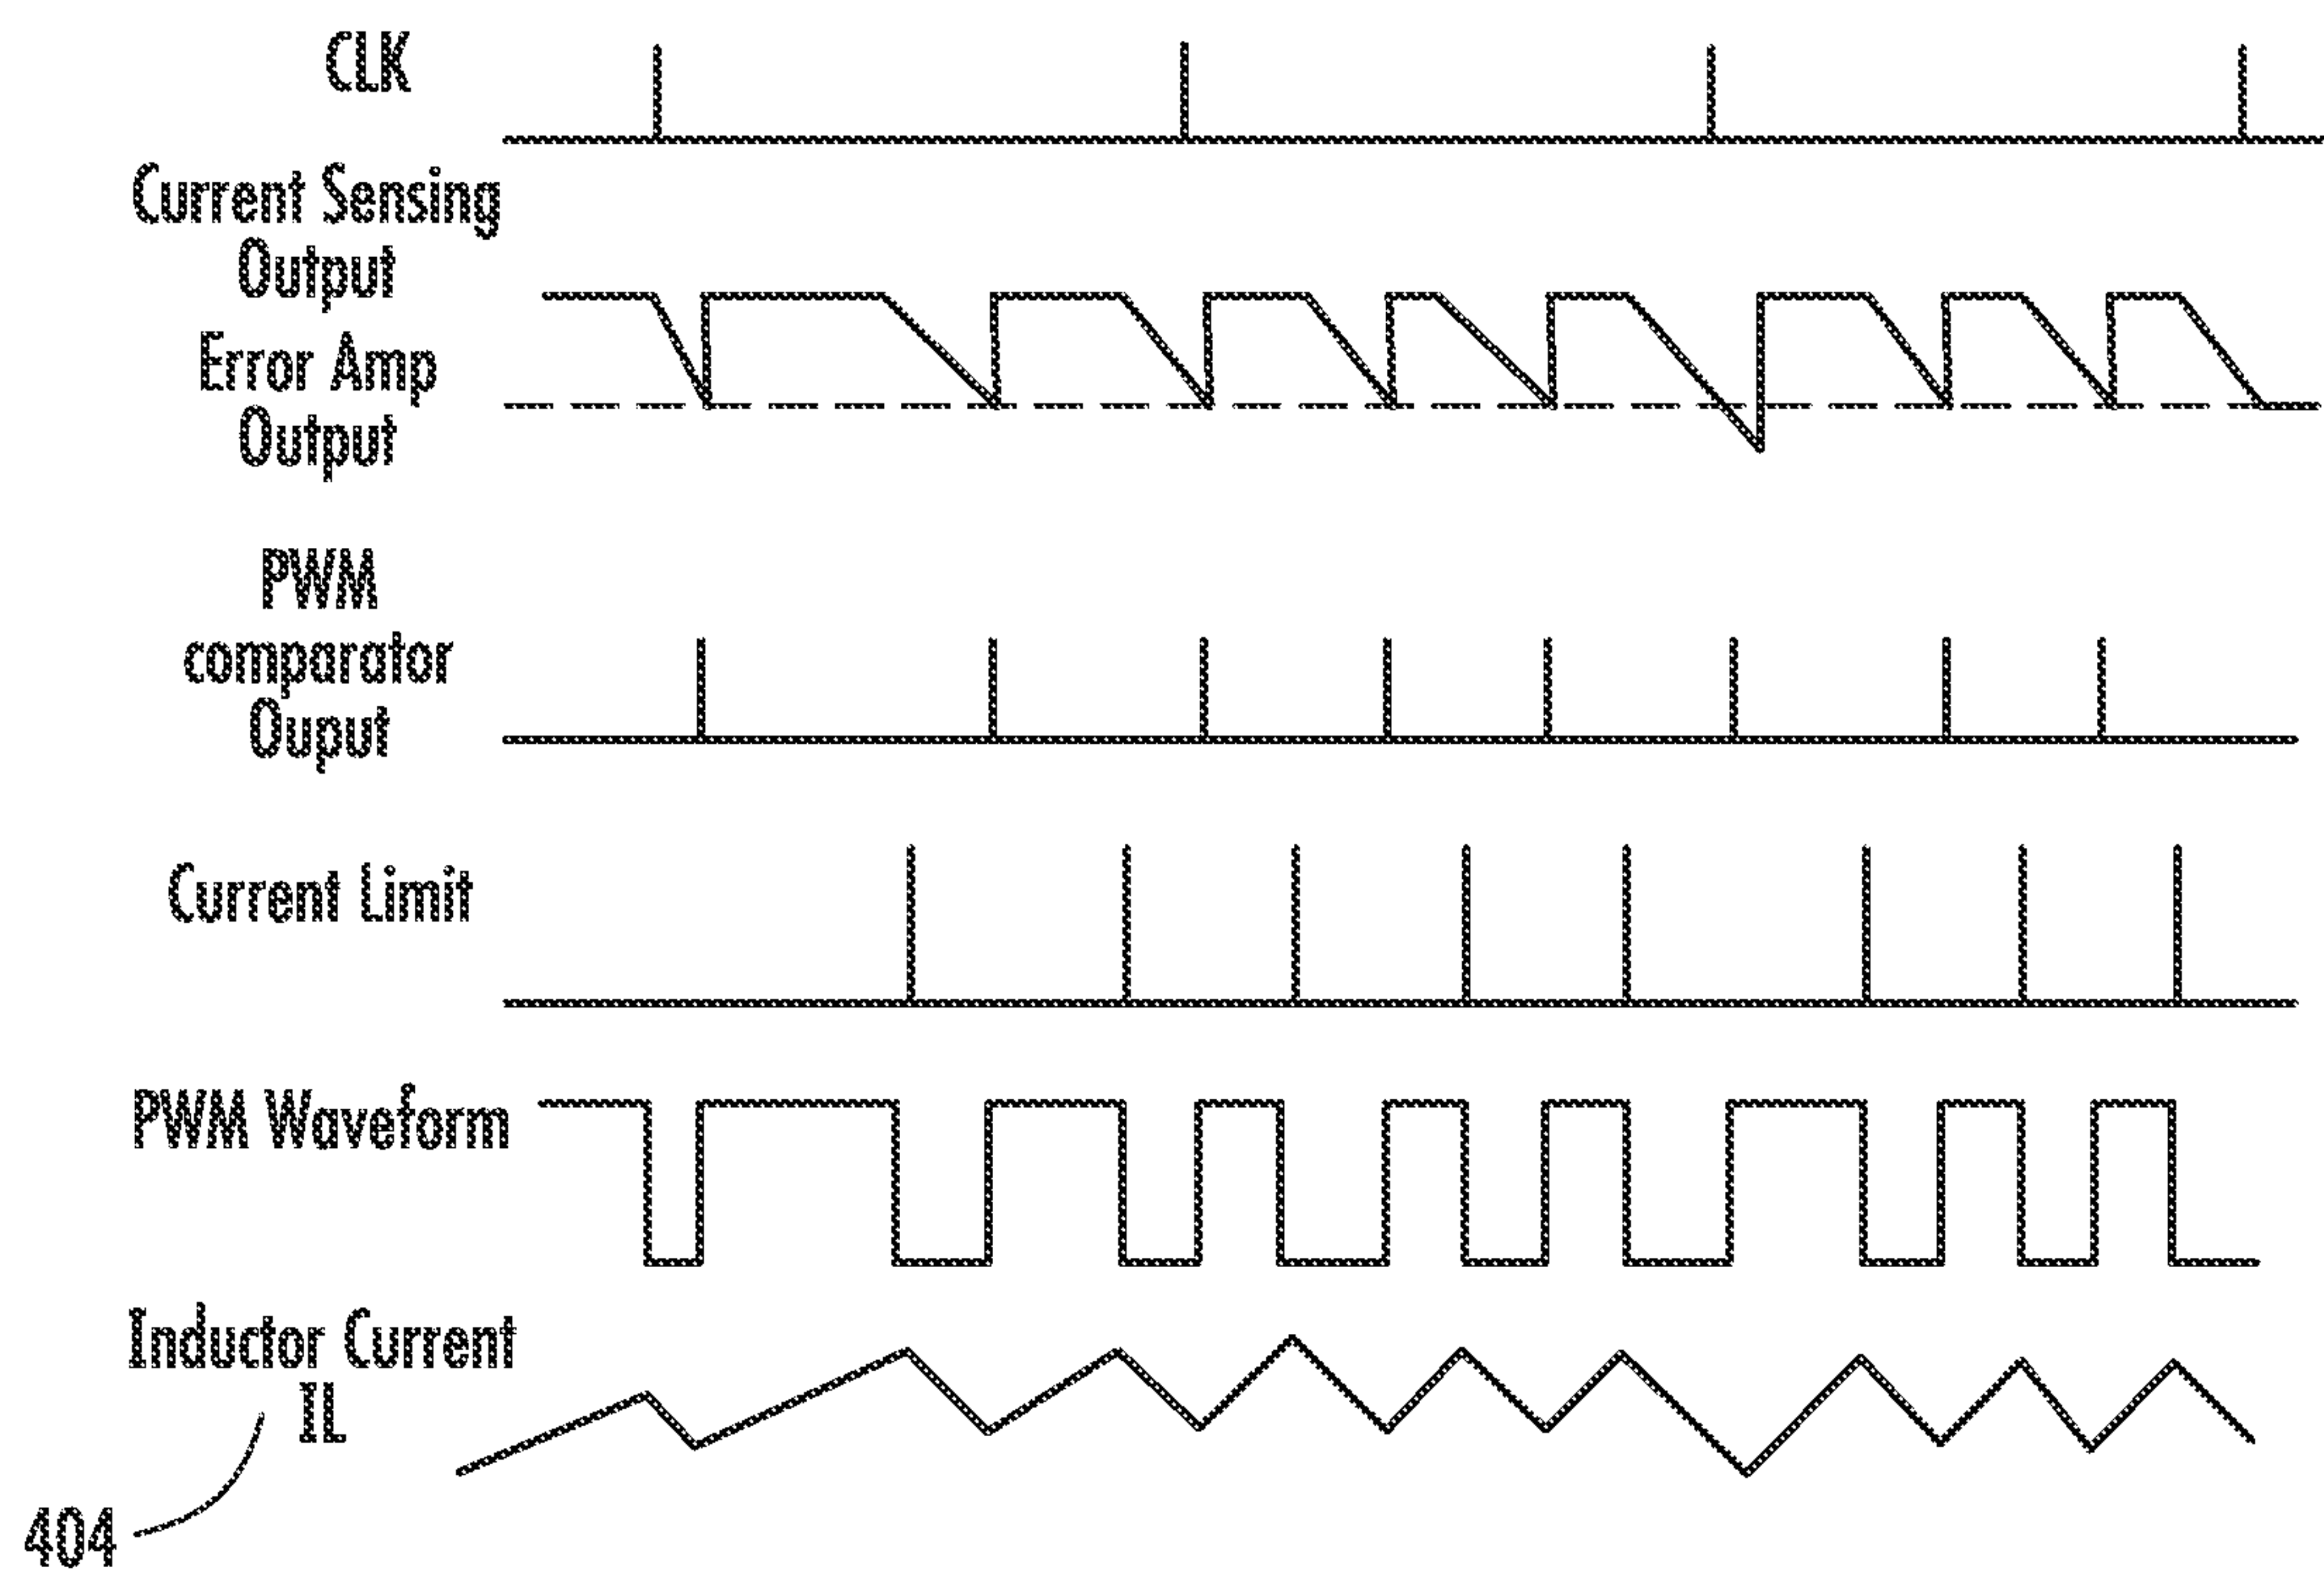 CLK
Current Sensing
Output
Error Amp
Output
PWM
comparator
Ouput
Current Limit
PWM Waveform
Inductor Current
IL
404